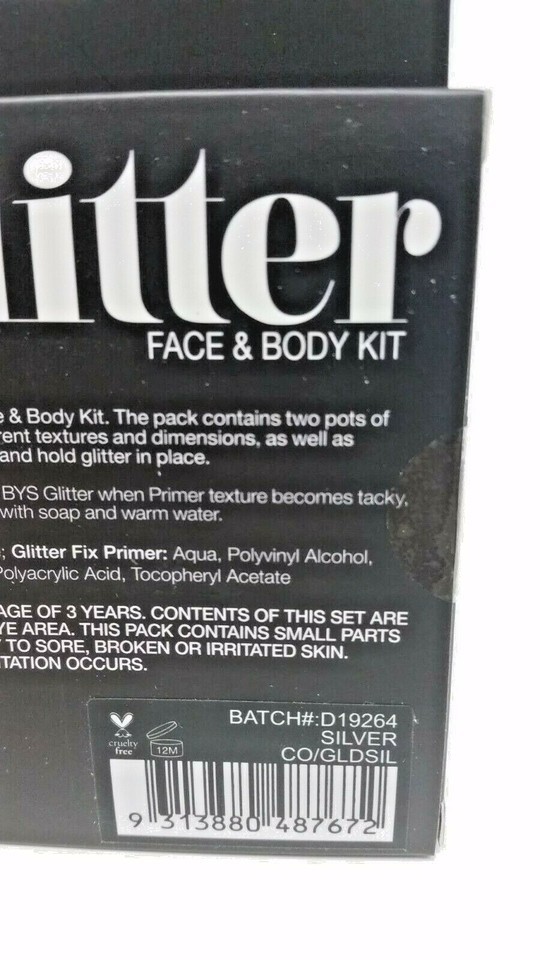 litter
FACE & BODY KIT
e & Body Kit. The pack contains two pots of
rent textures and dimensions, as well as
and hold glitter in place.
BYS Glitter when Primer texture becomes tacky,
with soap and warm water.
; Glitter Fix Primer: Aqua, Polyvinyl Alcohol,
Polyacrylic Acid, Tocopheryl Acetate
AGE OF 3 YEARS. CONTENTS OF THIS SET ARE
YE AREA. THIS PACK CONTAINS SMALL PARTS
TO SORE, BROKEN OR IRRITATED SKIN.
TATION OCCURS.
BATCH#:D19264
SILVER
CO/GLDSIL
cruelty
free
12M
9 313880 487672